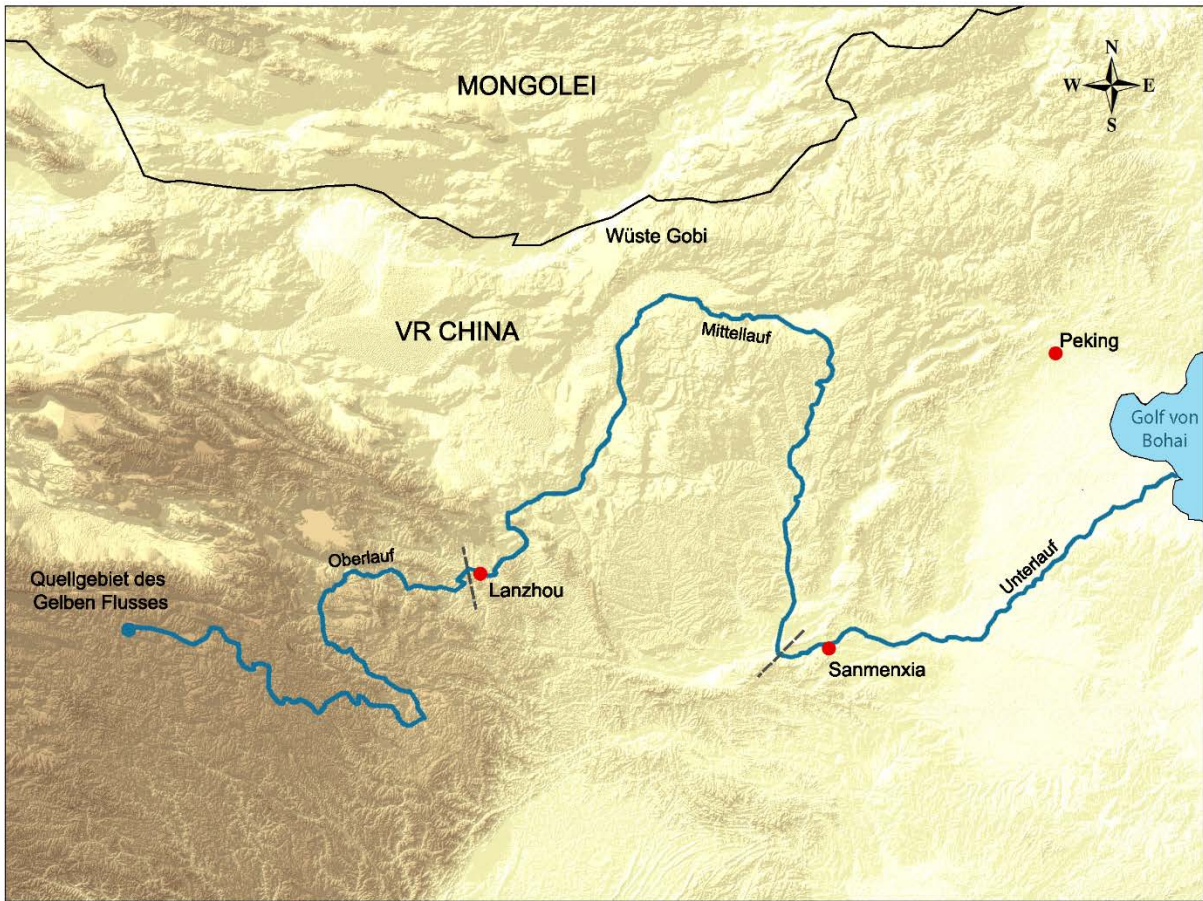 N
MONGOLEI
W
E
S
Wüste Gobi
VR CHINA
Mittellauf
Peking
Golf von
Bohai
Oberlauf
Unterlauf
Quellgebiet des
Gelben Flusses
Lanzhou
Sanmenxia